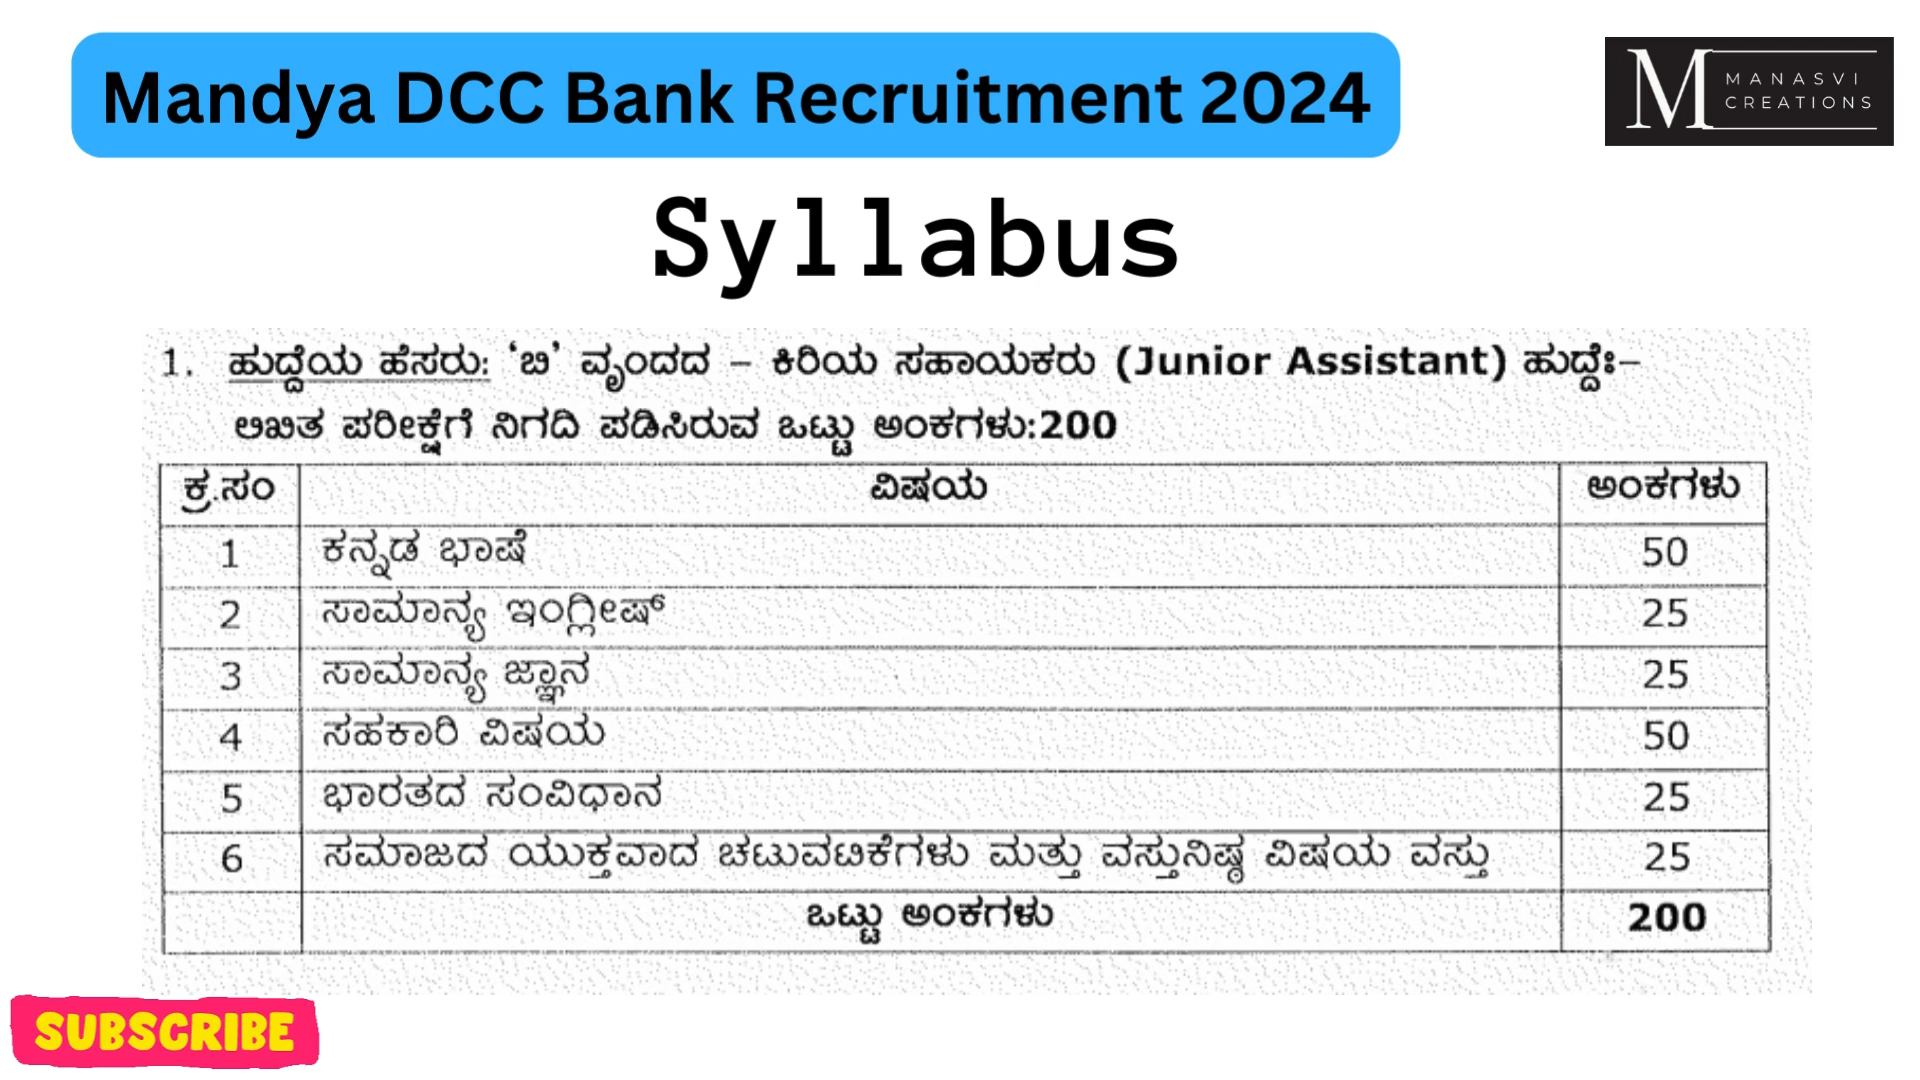 Mandya DCC Bank Recruitment 2024
MANASVI
CREATIONS
Syllabus
1. ಹುದ್ದೆಯ ಹೆಸರು: ‘ಬಿ’ ವೃಂದದ – ಕಿರಿಯ ಸಹಾಯಕರು (Junior Assistant) ಹುದ್ದೆಃ–
ಲಿಖಿತ ಪರೀಕ್ಷೆಗೆ ನಿಗದಿ ಪಡಿಸಿರುವ ಒಟ್ಟು ಅಂಕಗಳು:200
ಕ್ರ.ಸಂ ವಿಷಯ ಅಂಕಗಳು
1 ಕನ್ನಡ ಭಾಷೆ 50
2 ಸಾಮಾನ್ಯ ಇಂಗ್ಲೀಷ್ 25
3 ಸಾಮಾನ್ಯ ಜ್ಞಾನ 25
4 ಸಹಕಾರಿ ವಿಷಯ 50
5 ಭಾರತದ ಸಂವಿಧಾನ 25
6 ಸಮಾಜದ ಯುಕ್ತವಾದ ಚಟುವಟಿಕೆಗಳು ಮತ್ತು ವಸ್ತುನಿಷ್ಠ ವಿಷಯ ವಸ್ತು 25
ಒಟ್ಟು ಅಂಕಗಳು 200
SUBSCRIBE